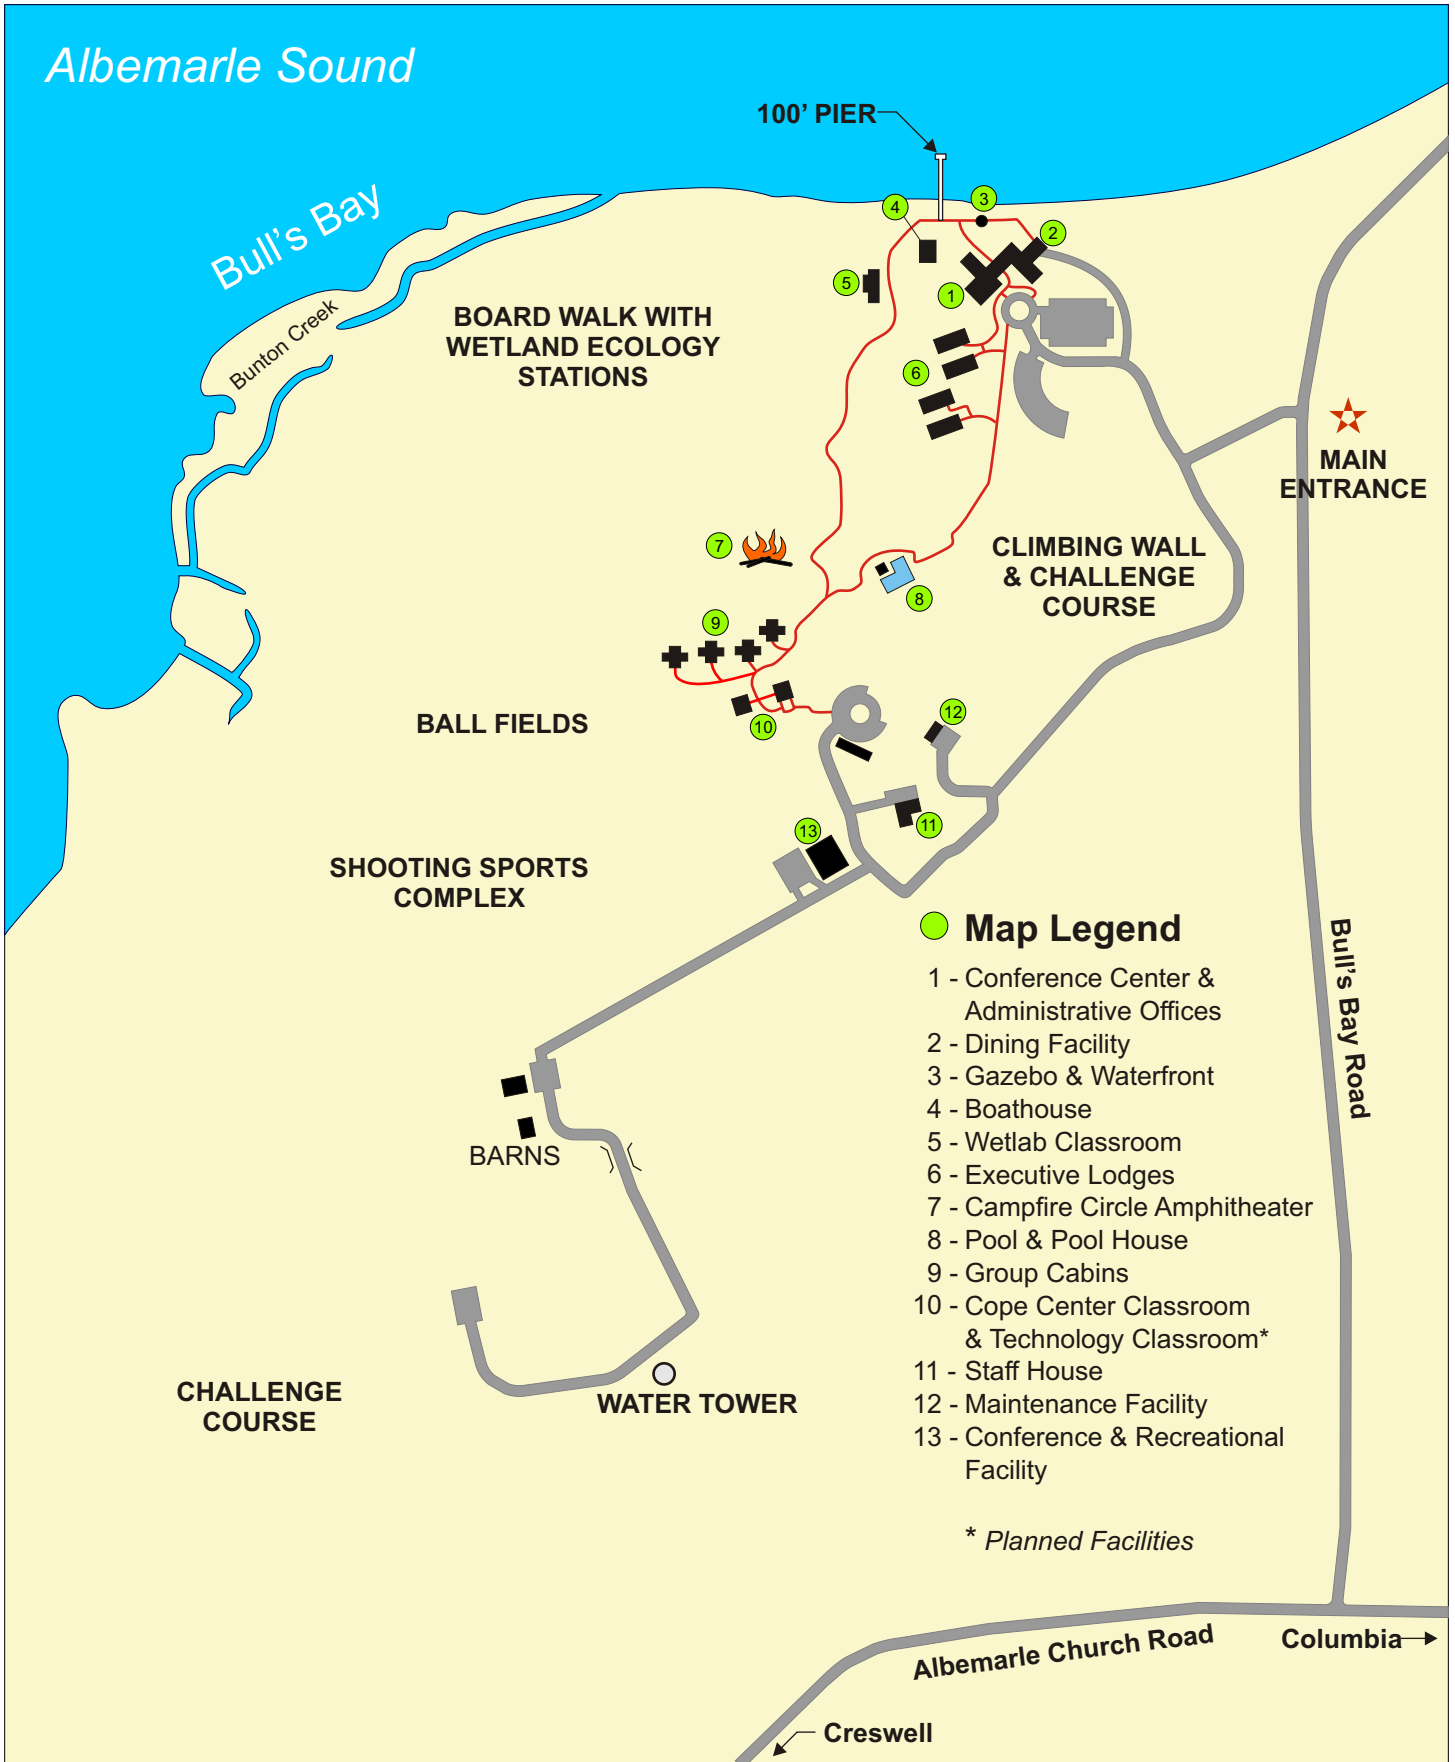 Albemarle Sound
100’ PIER
Bull’s Bay
Bunton Creek
4
3
2
5
1
BOARD WALK WITH
WETLAND ECOLOGY
STATIONS
6
MAIN
ENTRANCE
7
CLIMBING WALL
& CHALLENGE
COURSE
8
9
BALL FIELDS
10
12
11
13
SHOOTING SPORTS
COMPLEX
Map Legend
1 - Conference Center &
Administrative Offices
2 - Dining Facility
3 - Gazebo & Waterfront
4 - Boathouse
5 - Wetlab Classroom
6 - Executive Lodges
7 - Campfire Circle Amphitheater
8 - Pool & Pool House
9 - Group Cabins
10 - Cope Center Classroom
& Technology Classroom*
11 - Staff House
12 - Maintenance Facility
13 - Conference & Recreational
Facility
* Planned Facilities
Bull’s Bay Road
BARNS
CHALLENGE
COURSE
WATER TOWER
Albemarle Church Road
Columbia
Creswell